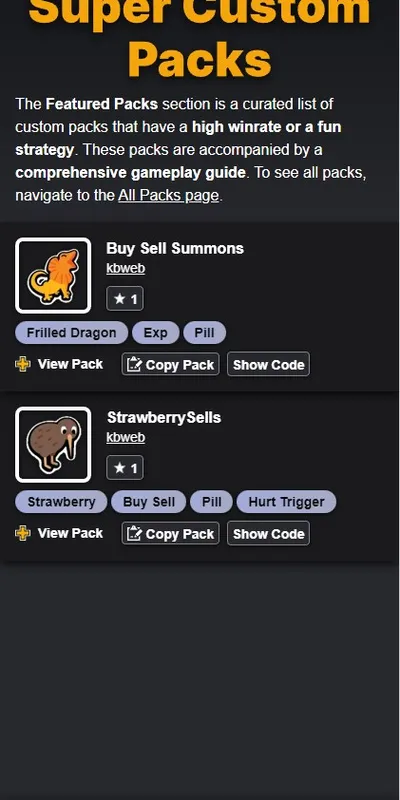 Super Custom
Packs
The Featured Packs section is a curated list of
custom packs that have a high winrate or a fun
strategy. These packs are accompanied by a
comprehensive gameplay guide. To see all packs,
navigate to the All Packs page.
Buy Sell Summons
kbweb
★ 1
Frilled Dragon Exp Pill
View Pack Copy Pack Show Code
StrawberrySells
kbweb
★ 1
Strawberry Buy Sell Pill Hurt Trigger
View Pack Copy Pack Show Code